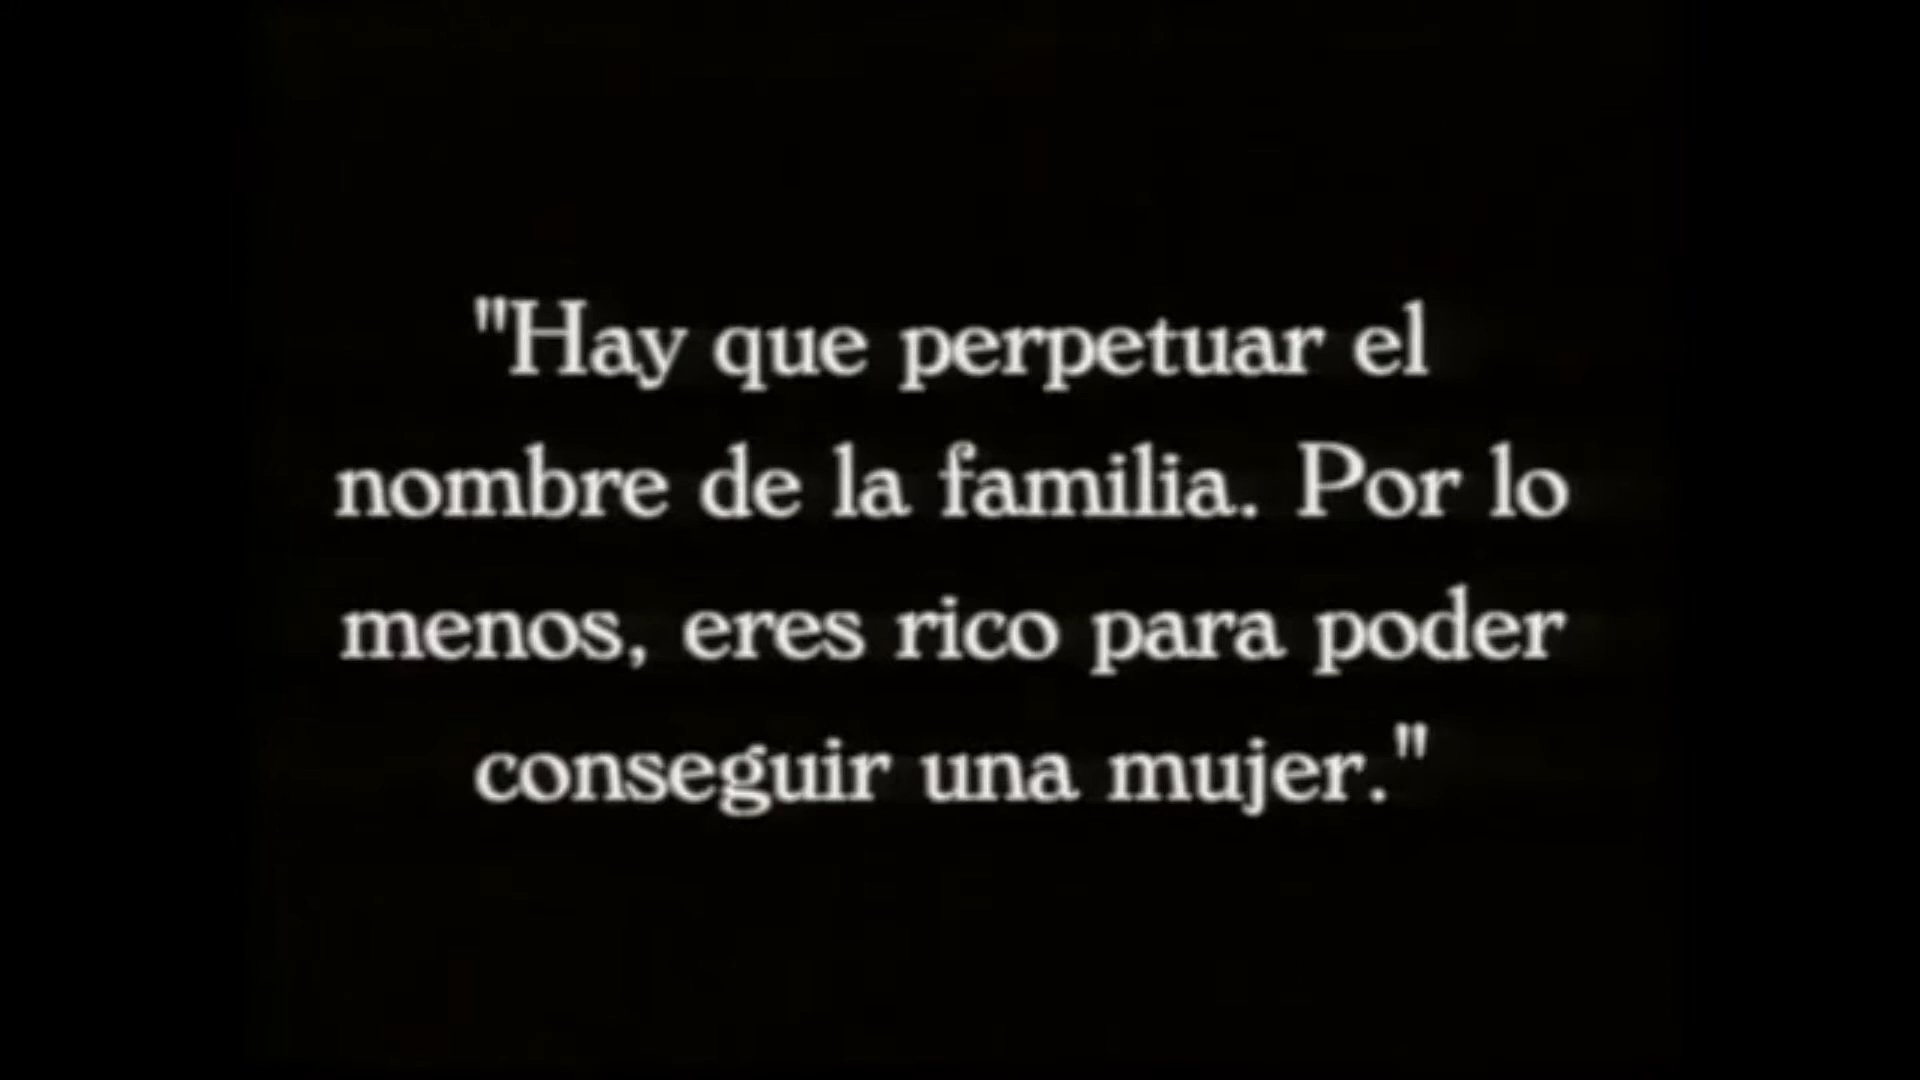 "Hay que perpetuar el
nombre de la familia. Por lo
menos, eres rico para poder
conseguir una mujer."